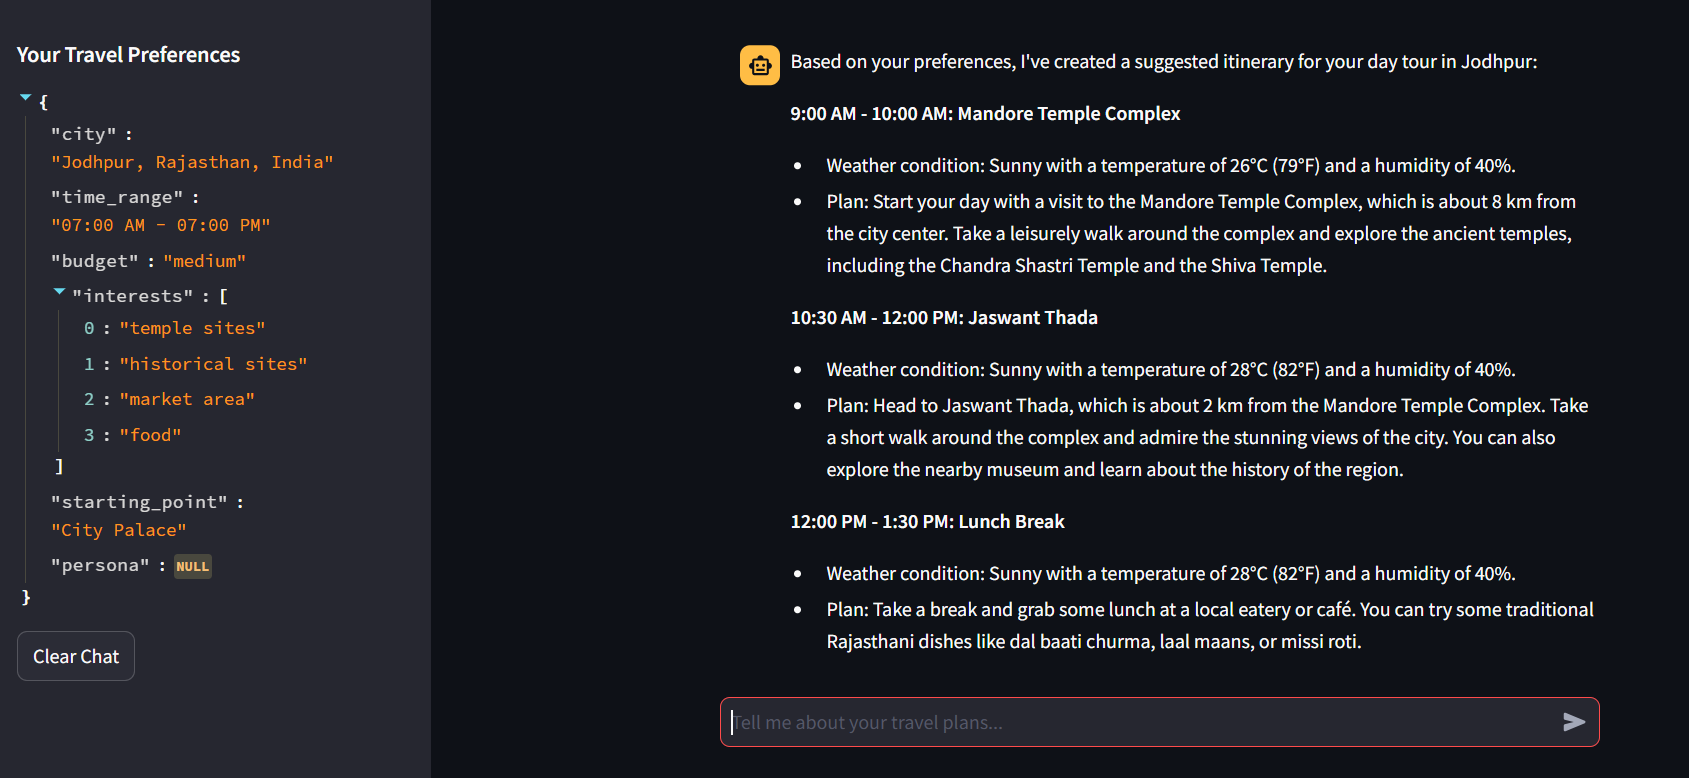 Your Travel Preferences
{
"city" :
"Jodhpur, Rajasthan, India"
"time_range" :
"07:00 AM - 07:00 PM"
"budget" : "medium"
"interests" : [
0 : "temple sites"
1 : "historical sites"
2 : "market area"
3 : "food"
]
"starting_point" :
"City Palace"
"persona" : NULL
}
Clear Chat
Based on your preferences, I've created a suggested itinerary for your day tour in Jodhpur:
9:00 AM - 10:00 AM: Mandore Temple Complex
• Weather condition: Sunny with a temperature of 26°C (79°F) and a humidity of 40%.
• Plan: Start your day with a visit to the Mandore Temple Complex, which is about 8 km from
the city center. Take a leisurely walk around the complex and explore the ancient temples,
including the Chandra Shastri Temple and the Shiva Temple.
10:30 AM - 12:00 PM: Jaswant Thada
• Weather condition: Sunny with a temperature of 28°C (82°F) and a humidity of 40%.
• Plan: Head to Jaswant Thada, which is about 2 km from the Mandore Temple Complex. Take
a short walk around the complex and admire the stunning views of the city. You can also
explore the nearby museum and learn about the history of the region.
12:00 PM - 1:30 PM: Lunch Break
• Weather condition: Sunny with a temperature of 28°C (82°F) and a humidity of 40%.
• Plan: Take a break and grab some lunch at a local eatery or café. You can try some traditional
Rajasthani dishes like dal baati churma, laal maans, or missi roti.
Tell me about your travel plans...